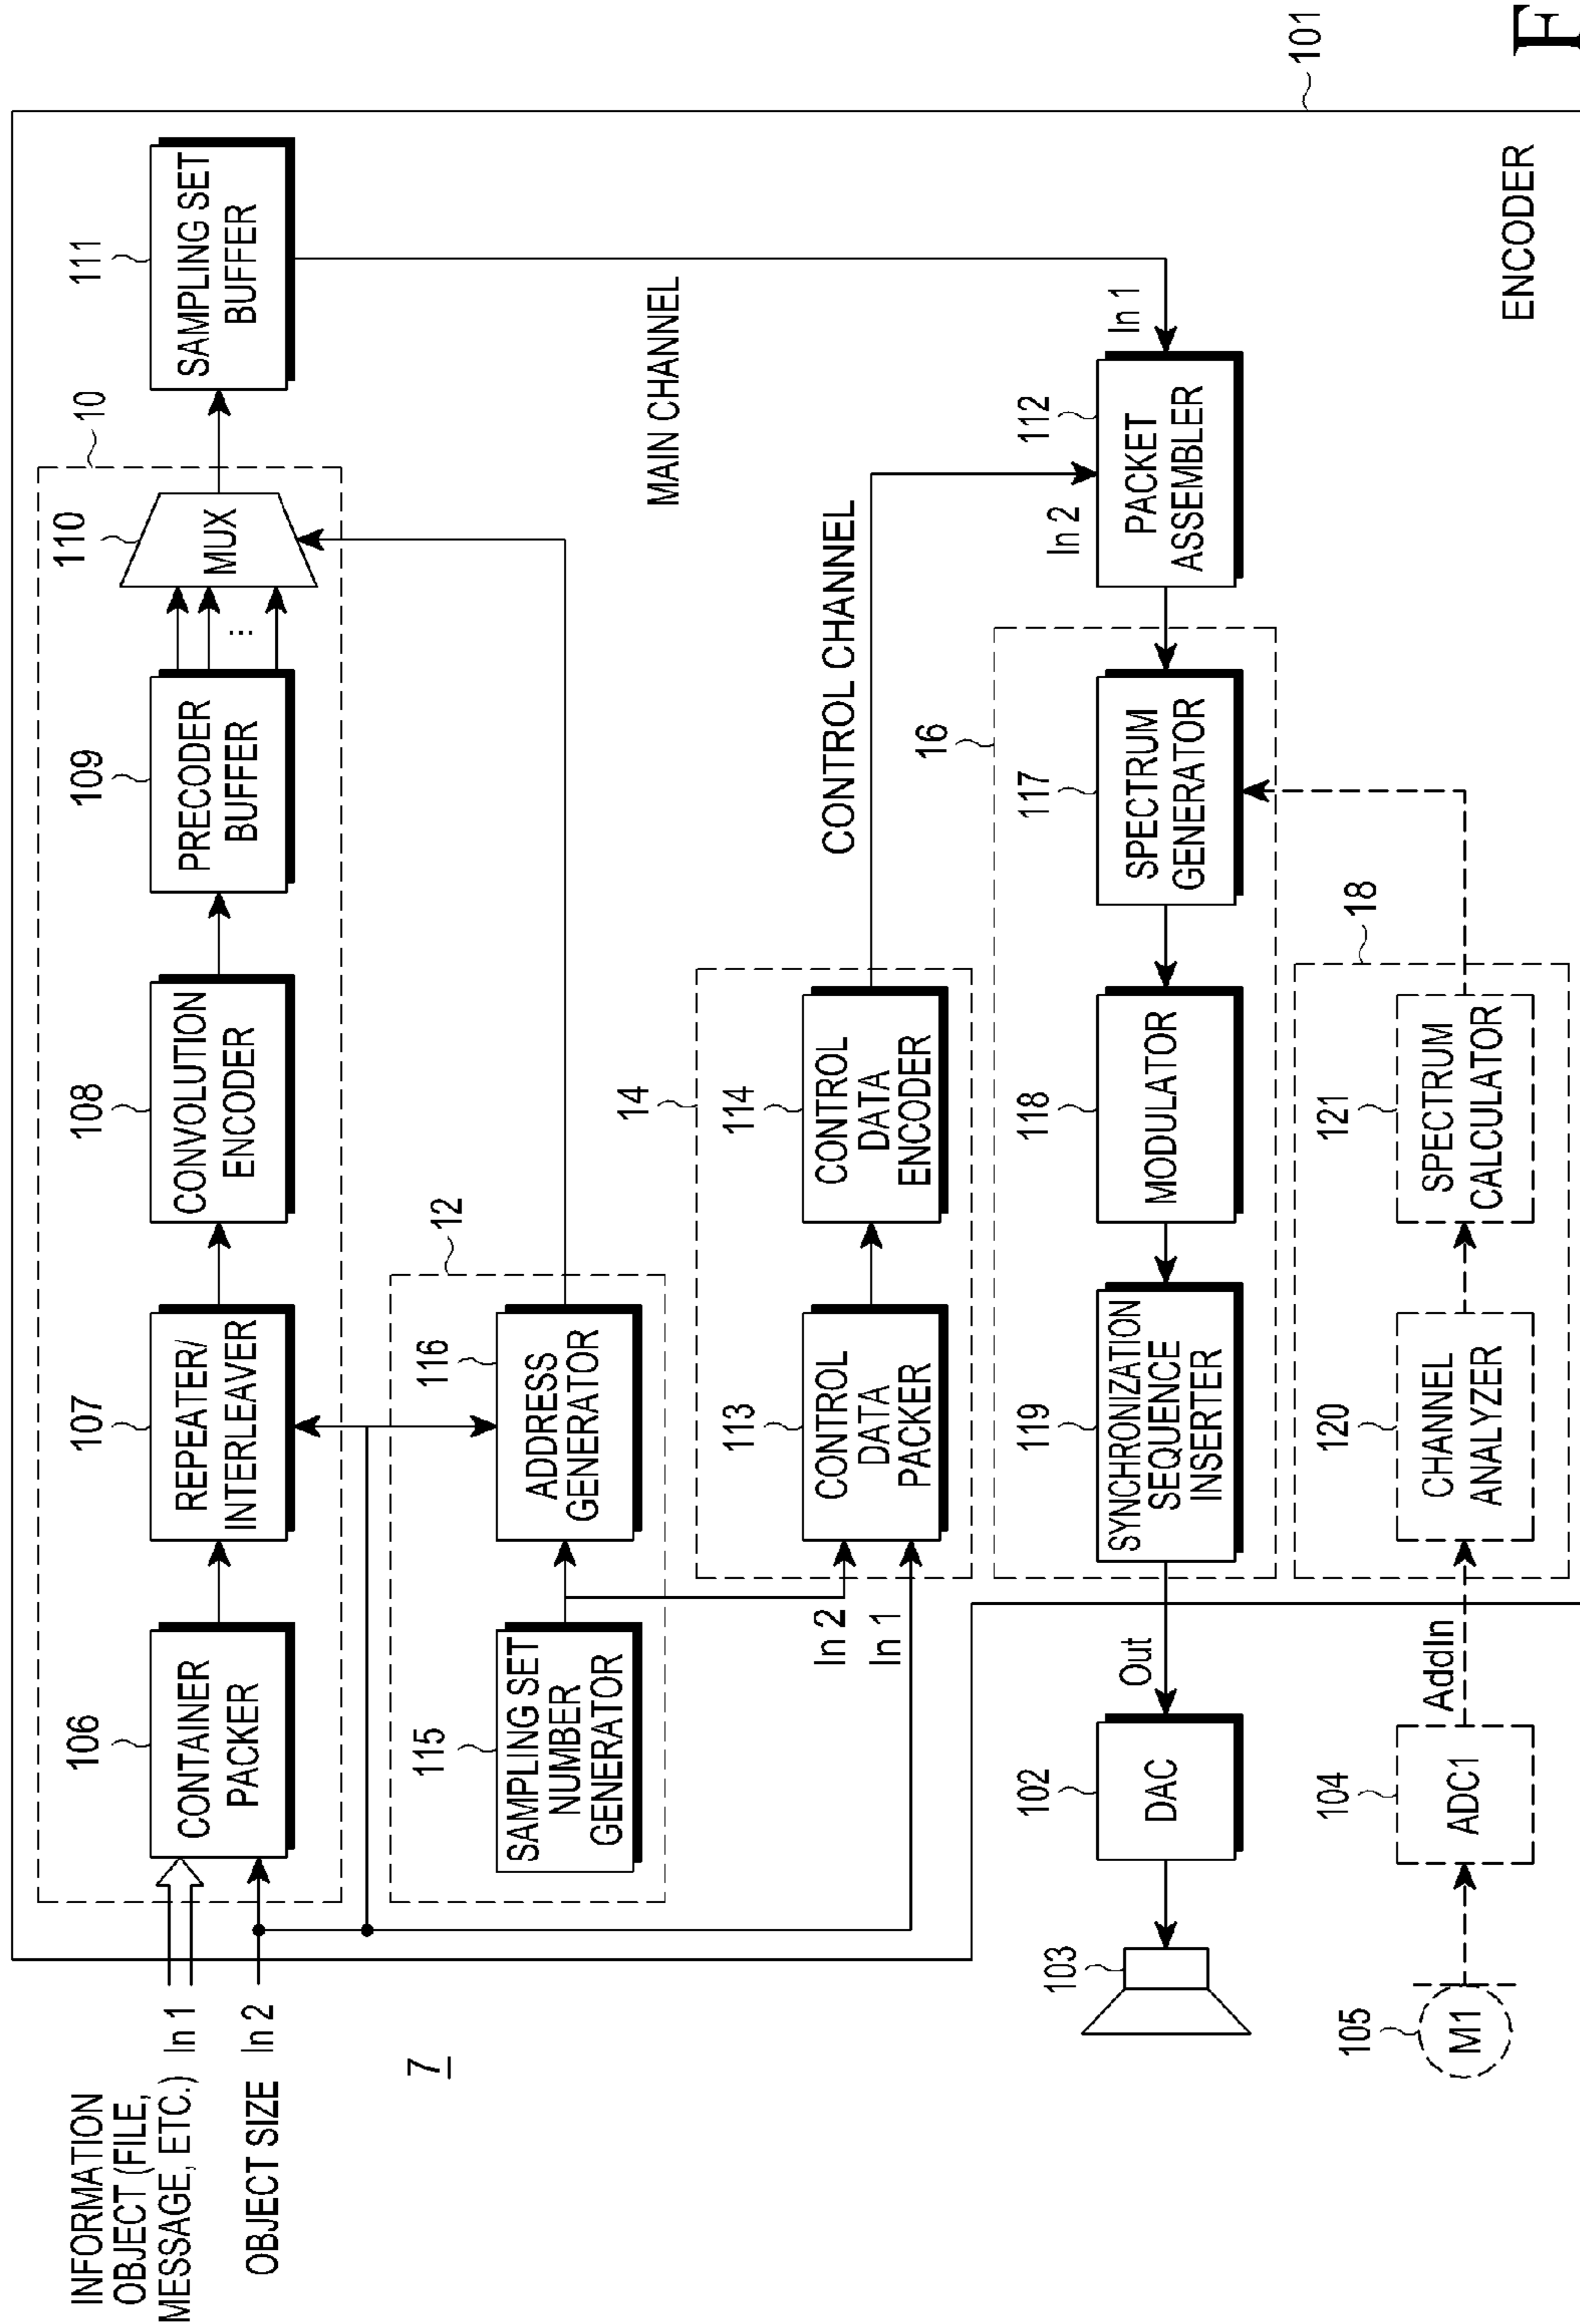 101
10
111
SAMPLING SET
BUFFER
110
MUX
109
PRECODER
BUFFER
108
CONVOLUTION
ENCODER
107
REPEATER/
INTERLEAVER
106
CONTAINER
PACKER
INFORMATION
OBJECT (FILE,
MESSAGE, ETC.)
In 1
OBJECT SIZE
In 2
7
12
115
SAMPLING SET
NUMBER
GENERATOR
116
ADDRESS
GENERATOR
MAIN CHANNEL
In 2
In 1
14
113
CONTROL
DATA
PACKER
114
CONTROL
DATA
ENCODER
CONTROL CHANNEL
In 1
In 2
112
PACKET
ASSEMBLER
16
117
SPECTRUM
GENERATOR
118
MODULATOR
119
SYNCHRONIZATION
SEQUENCE
INSERTER
Out
102
DAC
103
18
121
SPECTRUM
CALCULATOR
120
CHANNEL
ANALYZER
AddIn
104
ADC1
105
M1
ENCODER
F